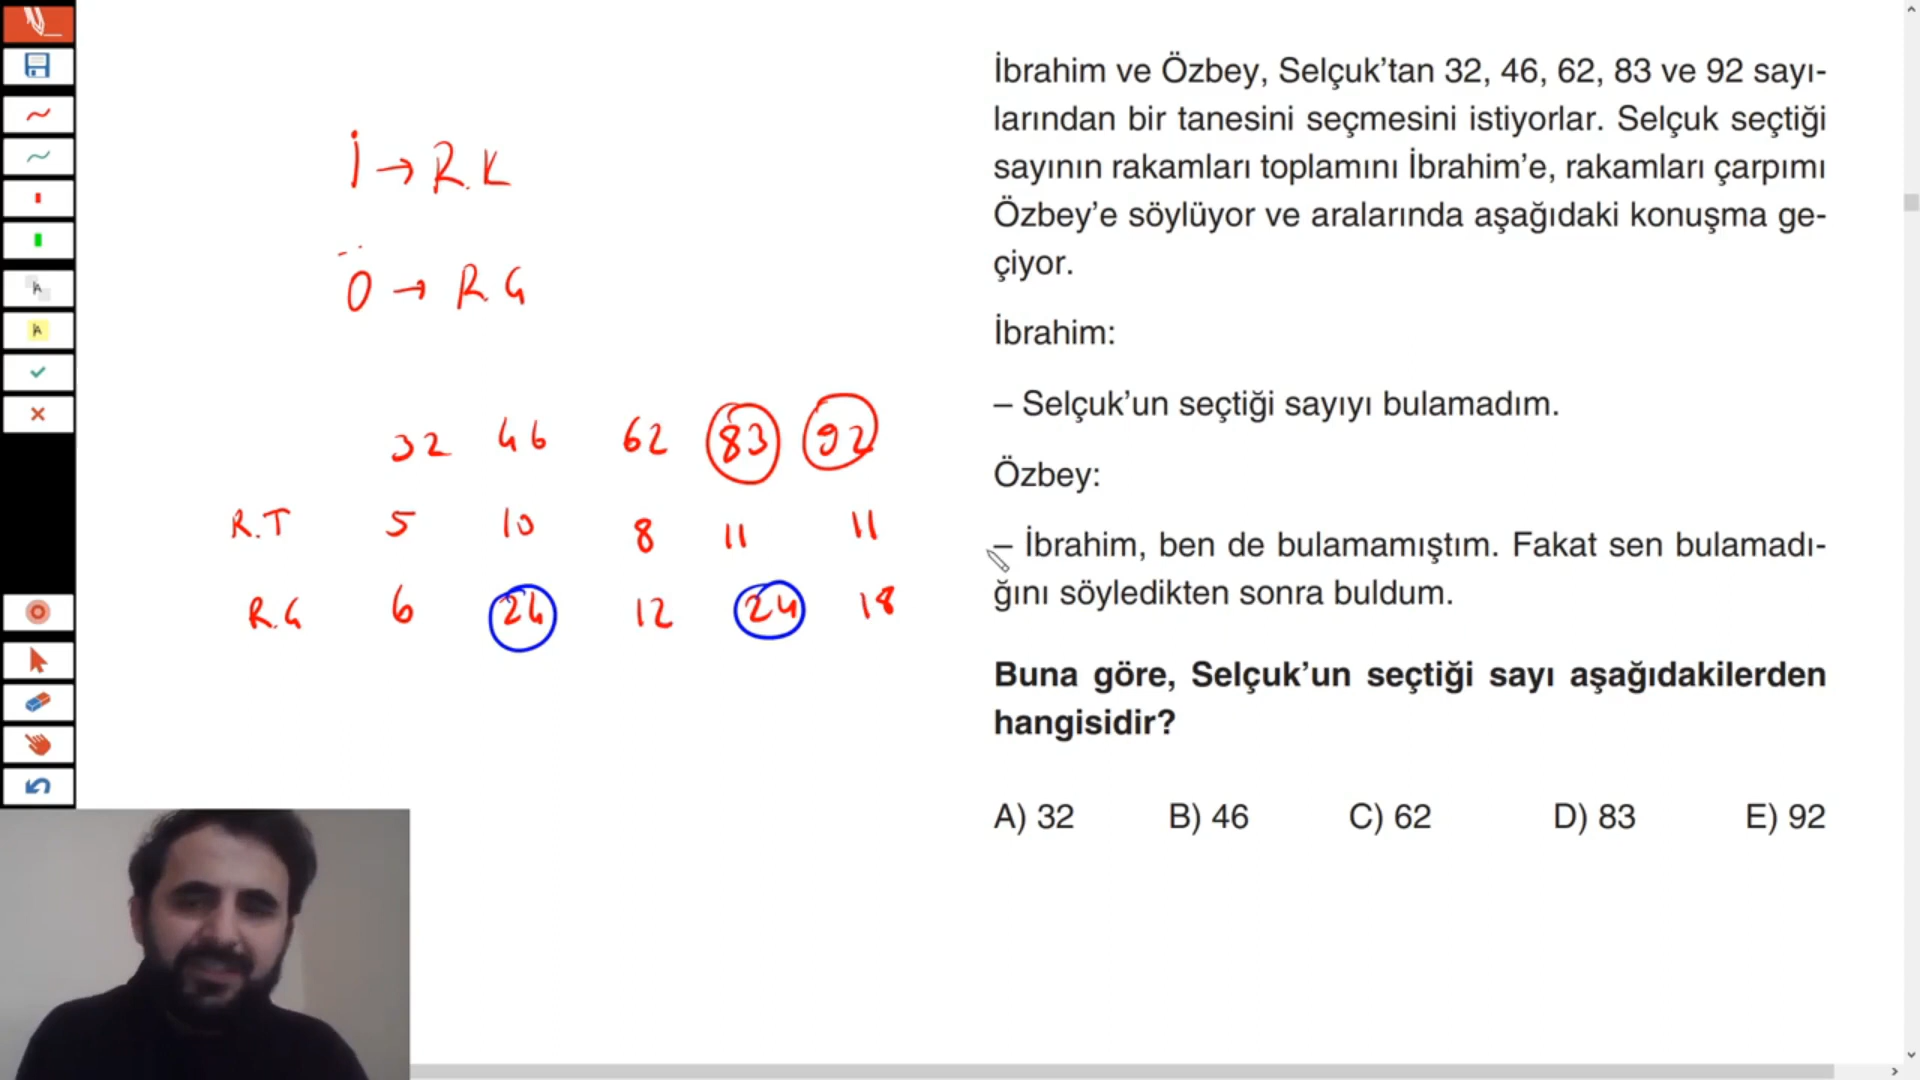 İ → R.K
Ö → R.Ç
32 46 62 83 92
R.T 5 10 8 11 11
R.Ç 6 24 12 24 18
İbrahim ve Özbey, Selçuk’tan 32, 46, 62, 83 ve 92 sayı-
larından bir tanesini seçmesini istiyorlar. Selçuk seçtiği
sayının rakamları toplamını İbrahim’e, rakamları çarpımı
Özbey’e söylüyor ve aralarında aşağıdaki konuşma ge-
çiyor.
İbrahim:
– Selçuk’un seçtiği sayıyı bulamadım.
Özbey:
– İbrahim, ben de bulamamıştım. Fakat sen bulamadı-
ğını söyledikten sonra buldum.
Buna göre, Selçuk’un seçtiği sayı aşağıdakilerden
hangisidir?
A) 32 B) 46 C) 62 D) 83 E) 92